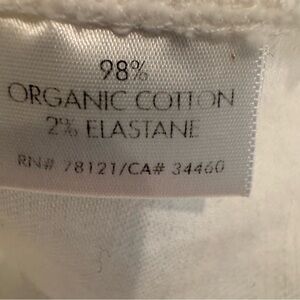 98%
ORGANIC COTTON
2% ELASTANE
RN# 78121/CA# 34460